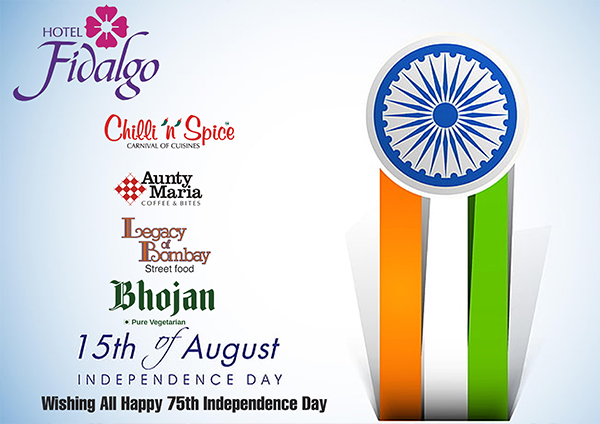 HOTEL
Fidalgo
Chilli 'n' Spice
CARNIVAL OF CUISINES
Aunty
Maria
COFFEE & BITES
Legacy
of
Bombay
Street food
Bhojan
Pure Vegetarian
15th of August
INDEPENDENCE DAY
Wishing All Happy 75th Independence Day